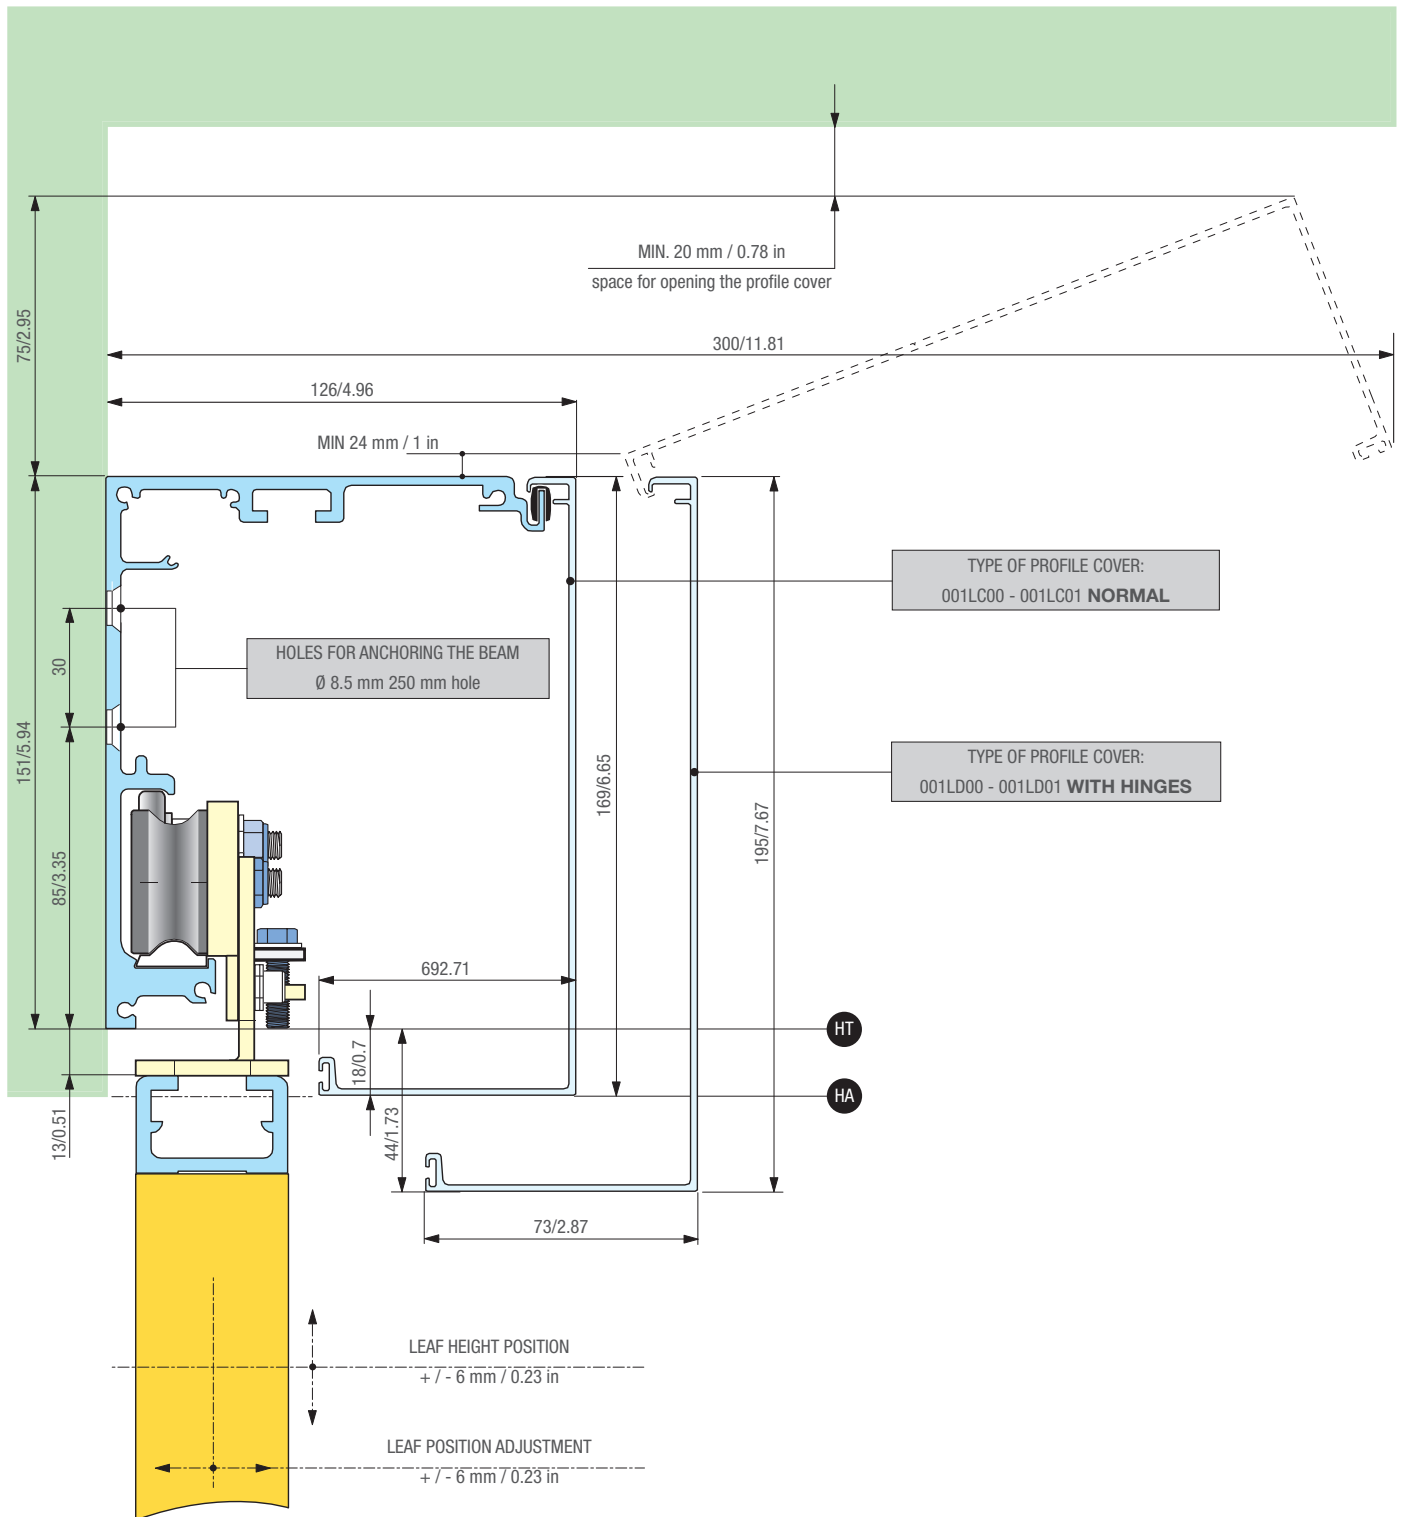 MIN. 20 mm / 0.78 in
space for opening the profile cover
75/2.95
300/11.81
126/4.96
MIN 24 mm / 1 in
TYPE OF PROFILE COVER:
001LC00 - 001LC01 NORMAL
HOLES FOR ANCHORING THE BEAM
Ø 8.5 mm 250 mm hole
30
151/5.94
169/6.65
TYPE OF PROFILE COVER:
001LD00 - 001LD01 WITH HINGES
195/7.67
85/3.35
692.71
HT
18/0.7
HA
13/0.51
44/1.73
73/2.87
LEAF HEIGHT POSITION
+ / - 6 mm / 0.23 in
LEAF POSITION ADJUSTMENT
+ / - 6 mm / 0.23 in